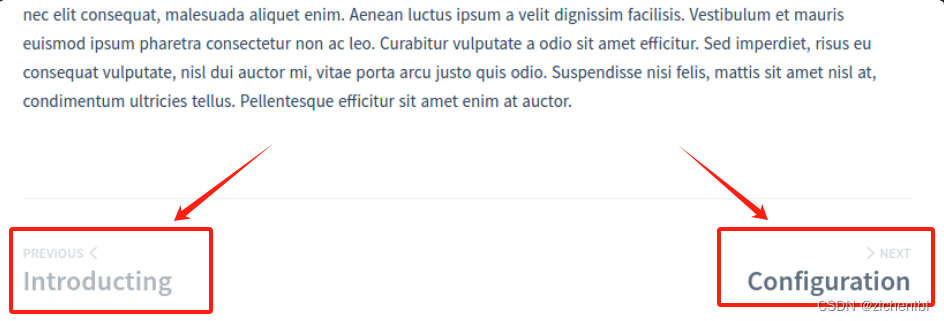 nec elit consequat, malesuada aliquet enim. Aenean luctus ipsum a velit dignissim facilisis. Vestibulum et mauris
euismod ipsum pharetra consectetur non ac leo. Curabitur vulputate a odio sit amet efficitur. Sed imperdiet, risus eu
consequat vulputate, nisl dui auctor mi, vitae porta arcu justo quis odio. Suspendisse nisi felis, mattis sit amet nisl at,
condimentum ultricies tellus. Pellentesque efficitur sit amet enim at auctor.
PREVIOUS <
Introducting
> NEXT
Configuration
CSDN @zichenlbl